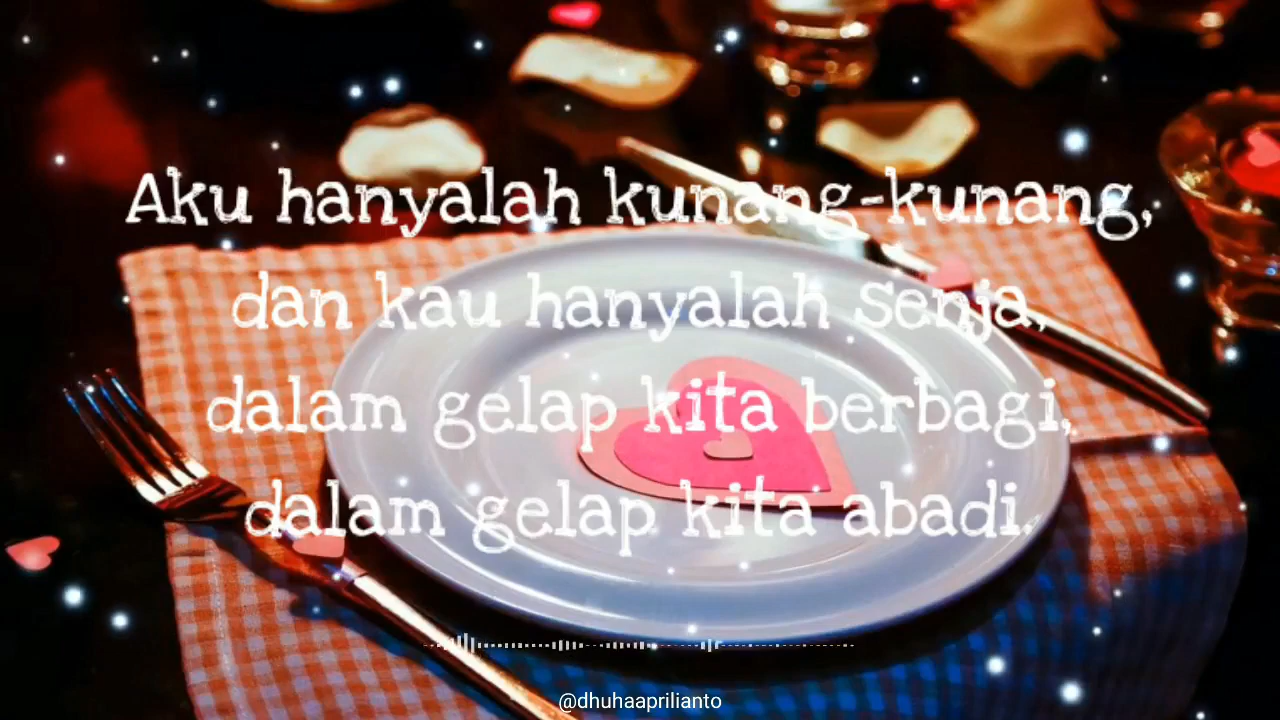 Aku hanyalah kunang-kunang,
dan kau hanyalah senja,
dalam gelap kita berbagi,
dalam gelap kita abadi.
@dhuhaaprilianto